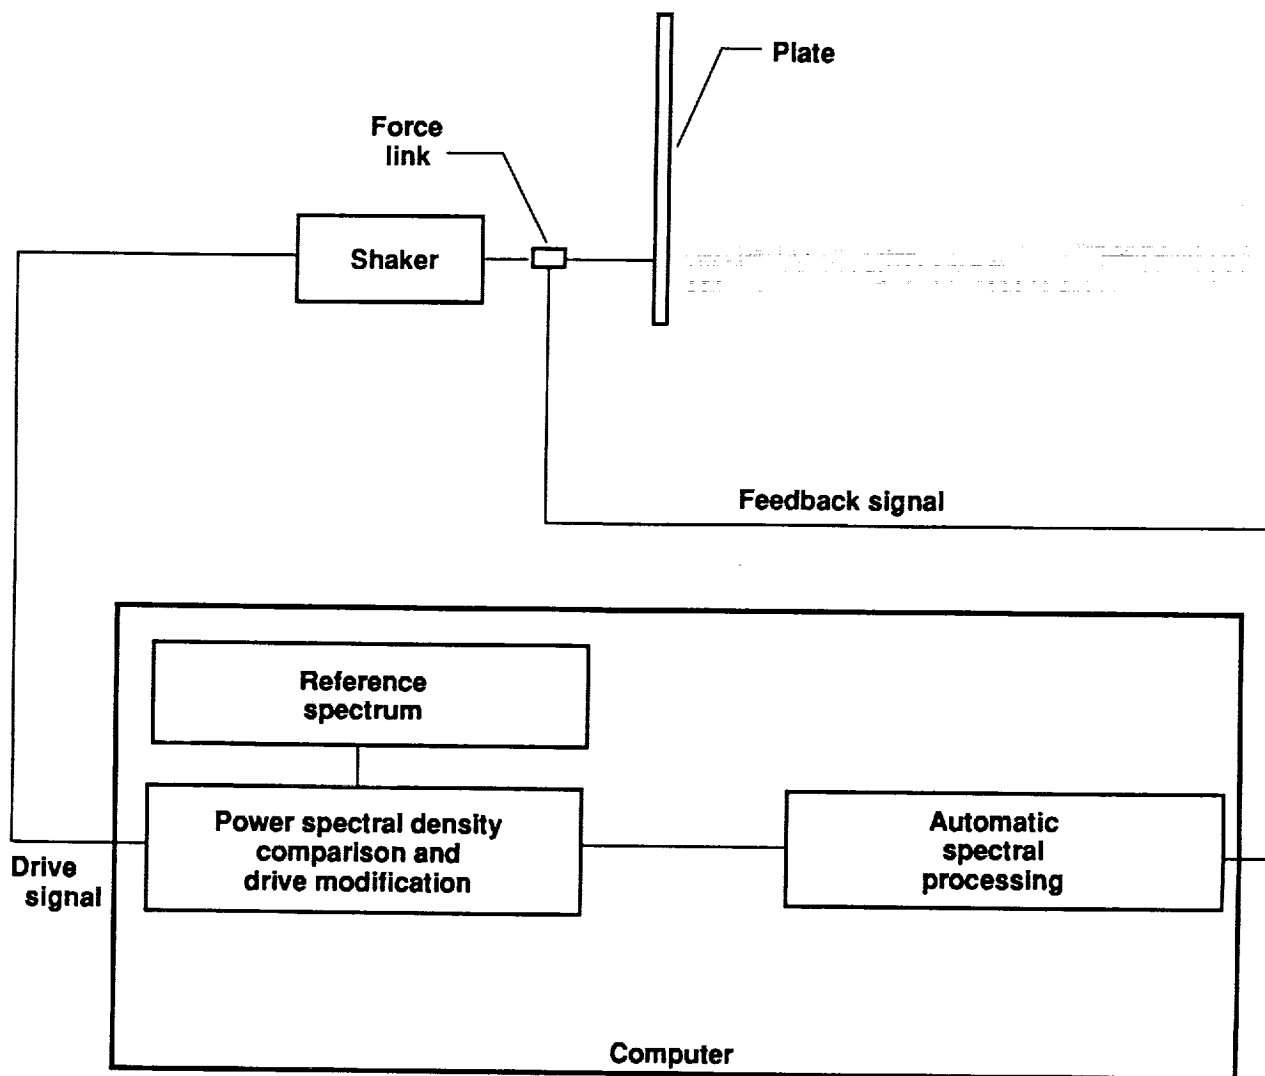 Plate
Force
link
Shaker
Feedback signal
Reference
spectrum
Power spectral density
comparison and
drive modification
Automatic
spectral
processing
Drive
signal
Computer